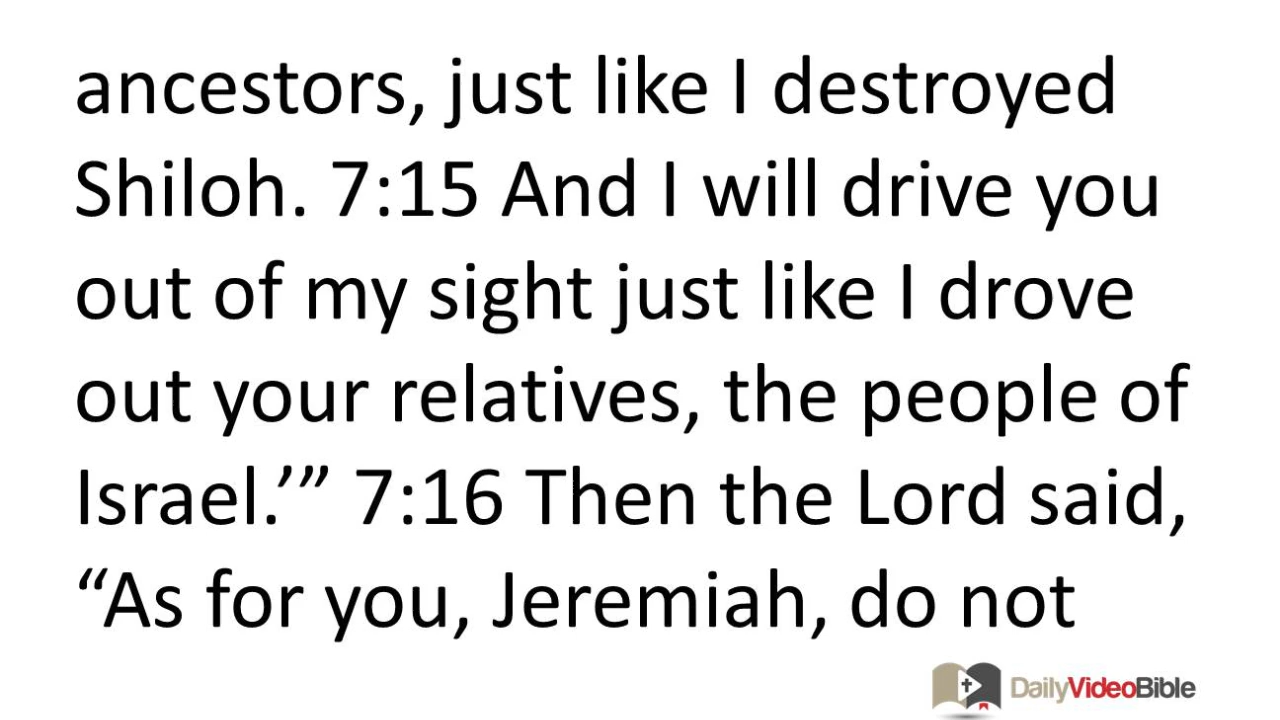 ancestors, just like I destroyed
Shiloh. 7:15 And I will drive you
out of my sight just like I drove
out your relatives, the people of
Israel.’” 7:16 Then the Lord said,
“As for you, Jeremiah, do not
DailyVideoBible